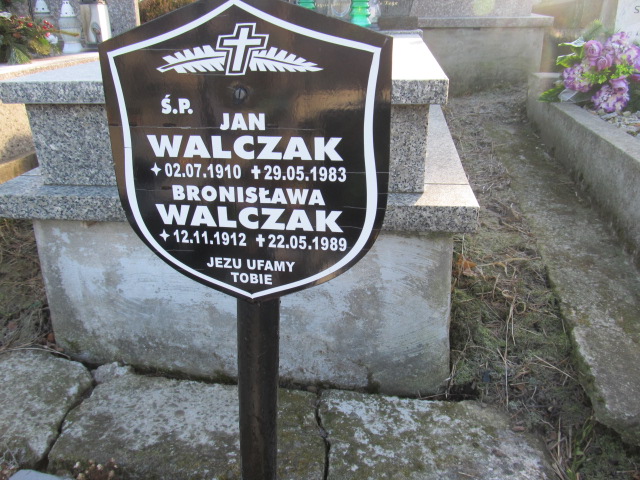 Ś.P.
JAN
WALCZAK
✦ 02.07.1910 ✝ 29.05.1983
BRONISŁAWA
WALCZAK
✦ 12.11.1912 ✝ 22.05.1989
JEZU UFAMY
TOBIE